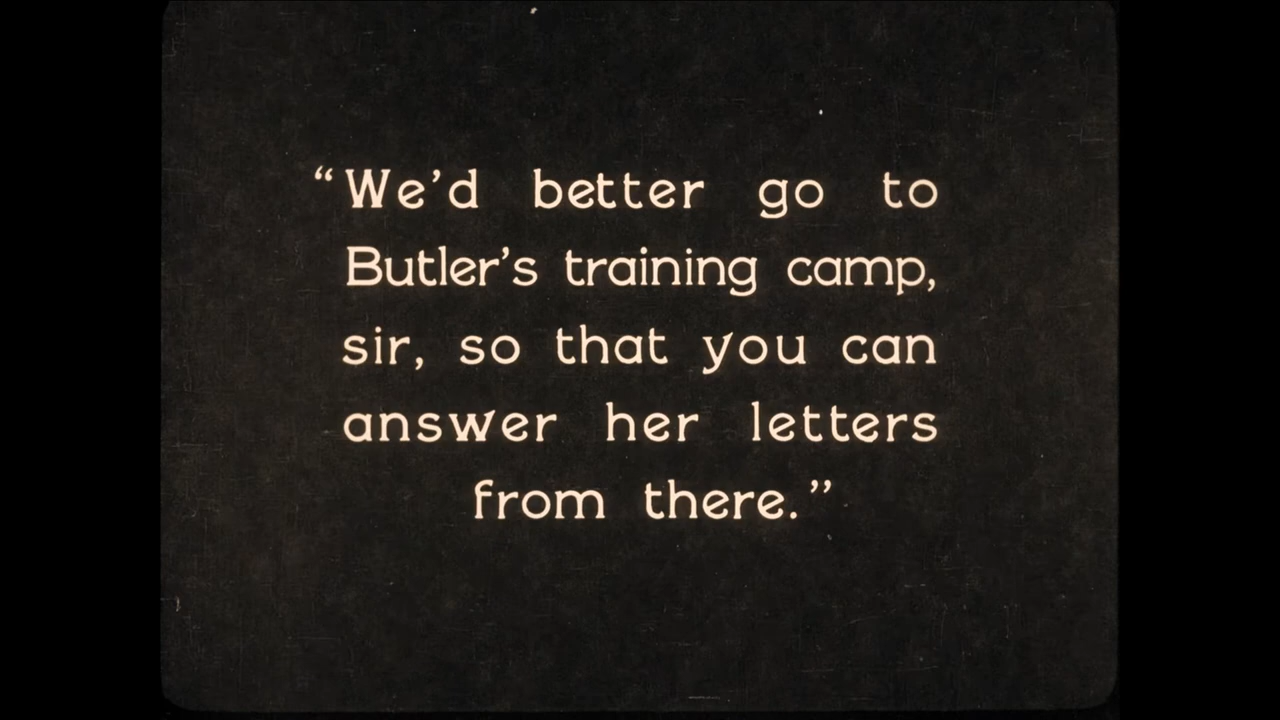 “We’d better go to
Butler’s training camp,
sir, so that you can
answer her letters
from there.”